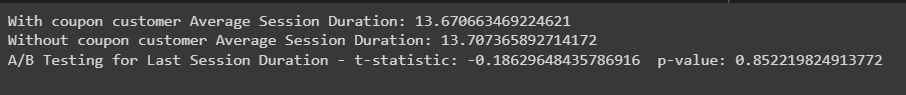 With coupon customer Average Session Duration: 13.670663469224621
Without coupon customer Average Session Duration: 13.707365892714172
A/B Testing for Last Session Duration - t-statistic: -0.18629648435786916  p-value: 0.852219824913772